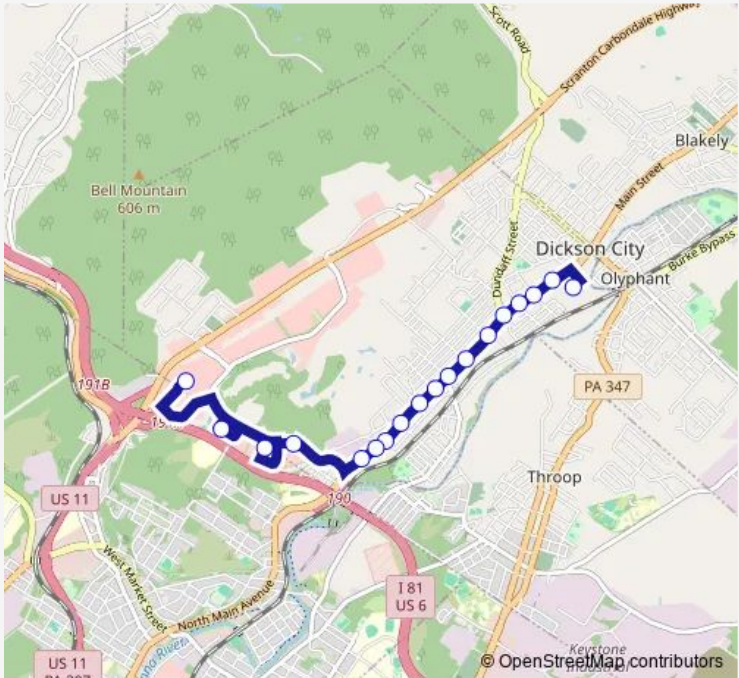 Scott Road
Scranton Carbondale Highway
Blakely
Bell Mountain
606 m
Main Street
Dundaff Street
Dickson City
Burke Bypass
Olyphant
191B
PA 347
US 11
190
Throop
West Market Street
I 81
US 6
North Main Avenue
US 11
Keystone
© OpenStreetMap contributors